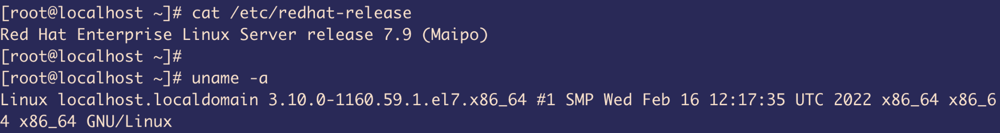 [root@localhost ~]# cat /etc/redhat-release
Red Hat Enterprise Linux Server release 7.9 (Maipo)
[root@localhost ~]#
[root@localhost ~]# uname -a
Linux localhost.localdomain 3.10.0-1160.59.1.el7.x86_64 #1 SMP Wed Feb 16 12:17:35 UTC 2022 x86_64 x86_6
4 x86_64 GNU/Linux